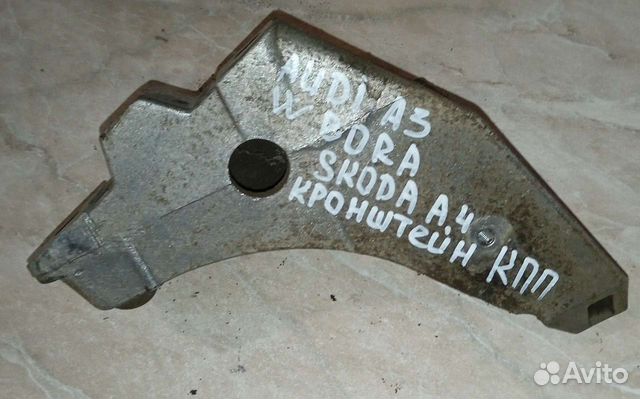 AUDI A3
W BORA
SKODA A4
КРОНШТЕЙН КПП
Avito